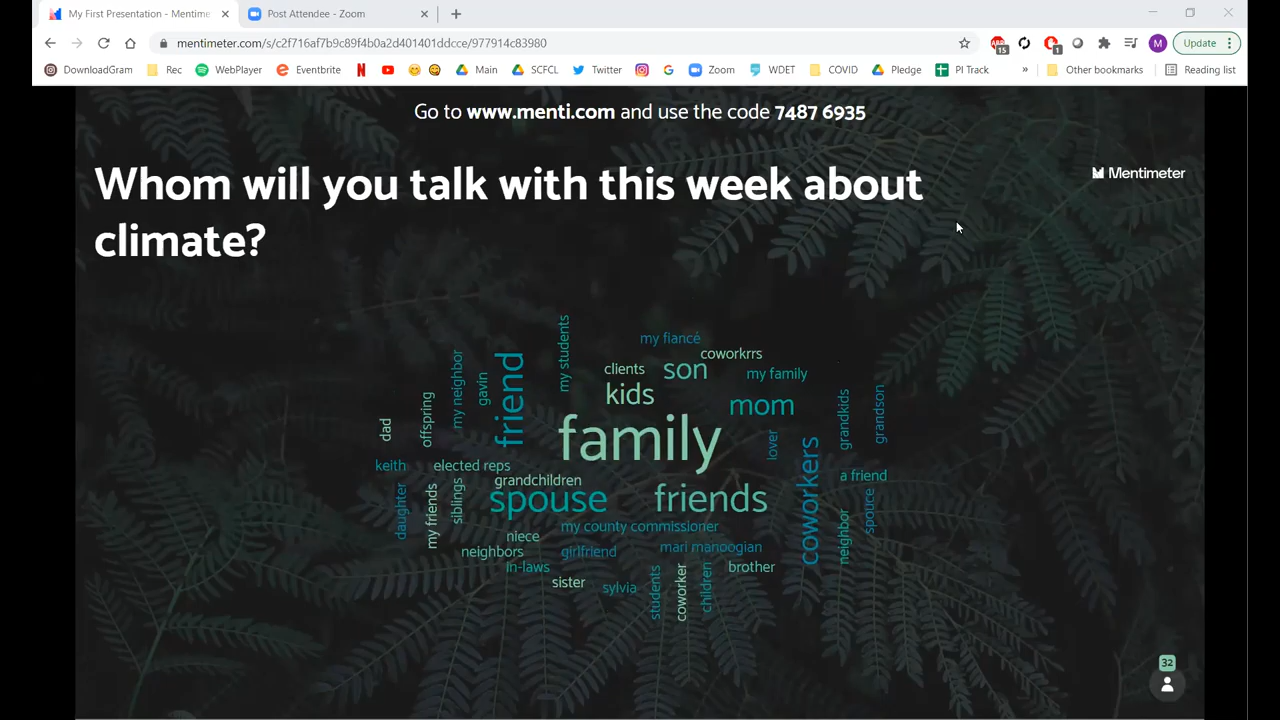 My First Presentation - Mentime
Post Attendee - Zoom
mentimeter.com/s/c2f716af7b9c89f4b0a2d401401ddcce/977914c83980
15
1
M
Update
DownloadGram
Rec
WebPlayer
Eventbrite
Main
SCFCL
Twitter
Zoom
WDET
COVID
Pledge
PI Track
»
Other bookmarks
Reading list
Go to www.menti.com and use the code 7487 6935
Whom will you talk with this week about
climate?
Mentimeter
my students
my fiancé
coworkrrs
clients
son
my family
my neighbor
gavin
friend
kids
mom
grandkids
grandson
dad
offspring
family
lover
coworkers
keith
elected reps
a friend
grandchildren
daughter
my friends
siblings
spouse
friends
spouce
neighbor
my county commissioner
niece
neighbors
girlfriend
mari manoogian
in-laws
brother
sister
sylvia
students
coworker
children
32